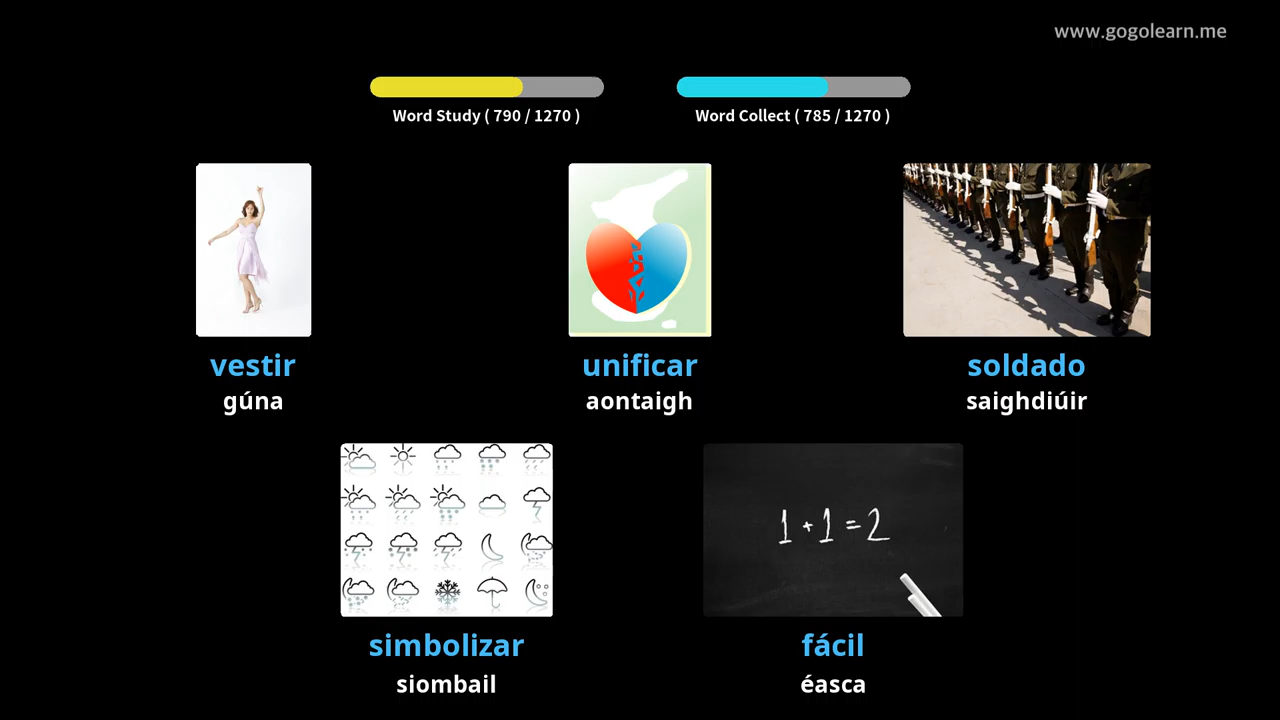 www.gogolearn.me
Word Study ( 790 / 1270 )
Word Collect ( 785 / 1270 )
vestir
gúna
unificar
aontaigh
soldado
saighdiúir
1 + 1 = 2
simbolizar
siombail
fácil
éasca